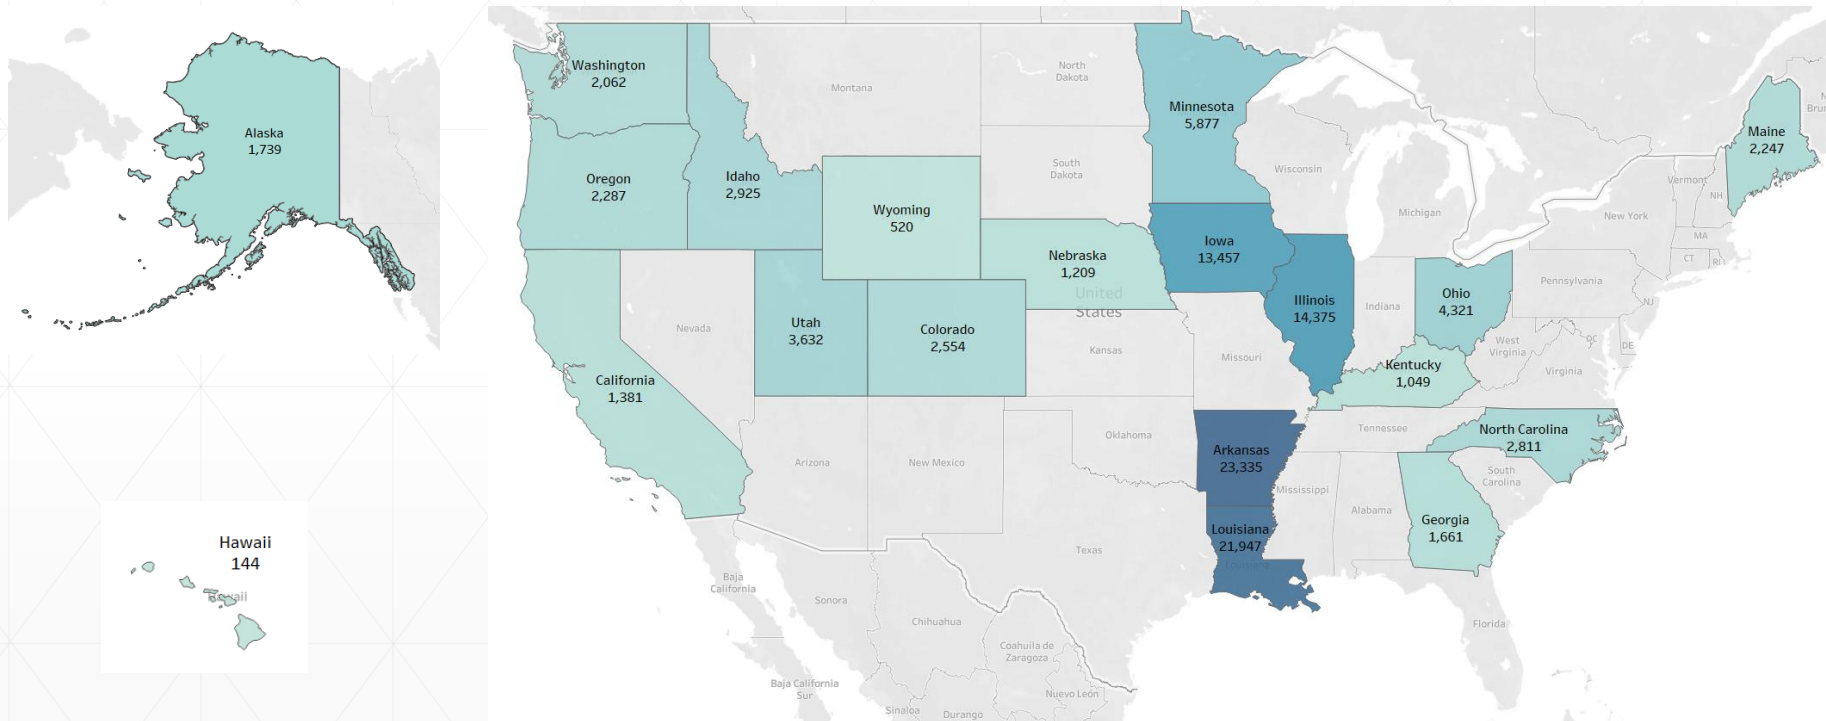 Alaska
1,739
Hawaii
144
Washington
2,062
Oregon
2,287
California
1,381
Idaho
2,925
Nevada
Montana
Wyoming
520
Utah
3,632
Colorado
2,554
Arizona
New Mexico
North
Dakota
South
Dakota
Nebraska
1,209
United
States
Kansas
Oklahoma
Texas
Minnesota
5,877
Iowa
13,457
Missouri
Arkansas
23,335
Louisiana
21,947
Louisiana
Wisconsin
Illinois
14,375
Michigan
Indiana
Ohio
4,321
Kentucky
1,049
Tennessee
Mississippi
Alabama
Georgia
1,661
Florida
North Carolina
2,811
South
Carolina
West
Virginia
Virginia
DC
DE
NJ
Pennsylvania
New York
Vermont
NH
MA
CT
RI
Maine
2,247
Baja
California
Sonora
Chihuahua
Coahuila de
Zaragoza
Baja California
Sur
Sinaloa
Durango
Nuevo León